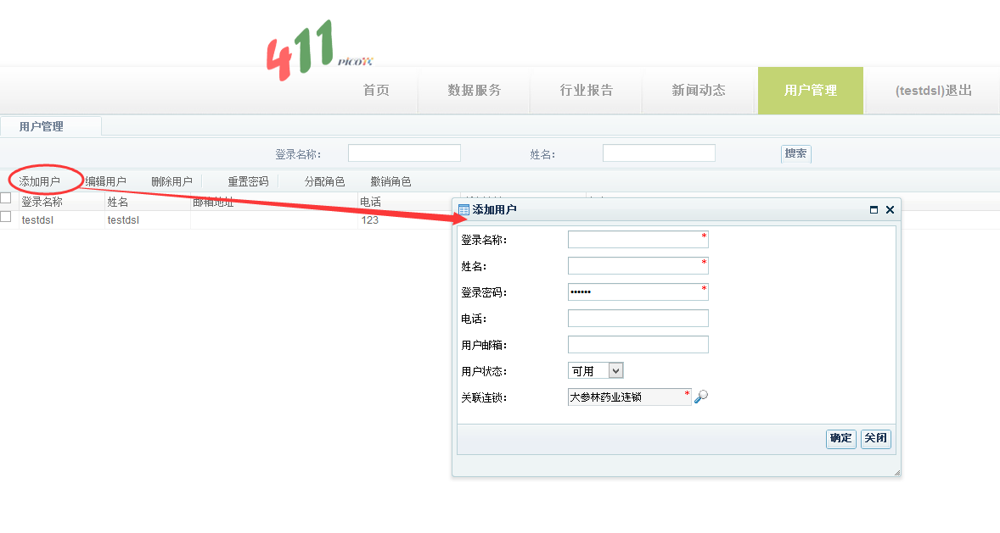 411
首页 数据服务 行业报告 新闻动态 用户管理 (testdsl)退出
用户管理
登录名称: 姓名: 搜索
添加用户 编辑用户 删除用户 重置密码 分配角色 撤销角色
登录名称 姓名 邮箱地址 电话
testdsl testdsl 123
添加用户
登录名称: *
姓名: *
登录密码: •••••• *
电话:
用户邮箱:
用户状态: 可用
关联连锁: 大参林药业连锁 *
确定 关闭